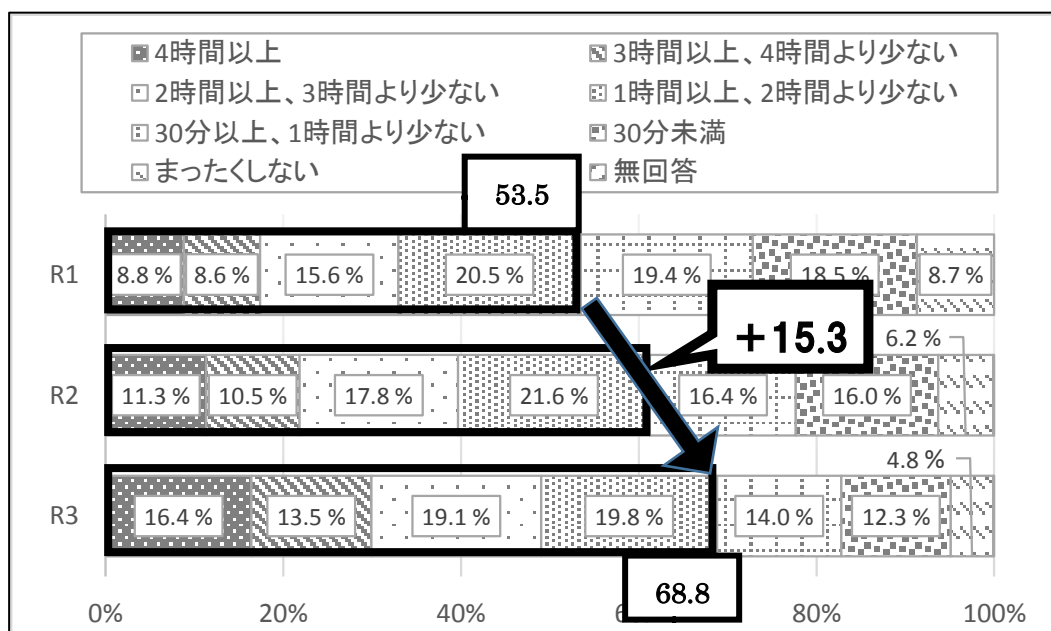 4時間以上 3時間以上、4時間より少ない
2時間以上、3時間より少ない 1時間以上、2時間より少ない
30分以上、1時間より少ない 30分未満
まったくしない 無回答
53.5
R1 8.8 % 8.6 % 15.6 % 20.5 % 19.4 % 18.5 % 8.7 %
+15.3
6.2 %
R2 11.3 % 10.5 % 17.8 % 21.6 % 16.4 % 16.0 %
4.8 %
R3 16.4 % 13.5 % 19.1 % 19.8 % 14.0 % 12.3 %
68.8
0% 20% 40% 80% 100%